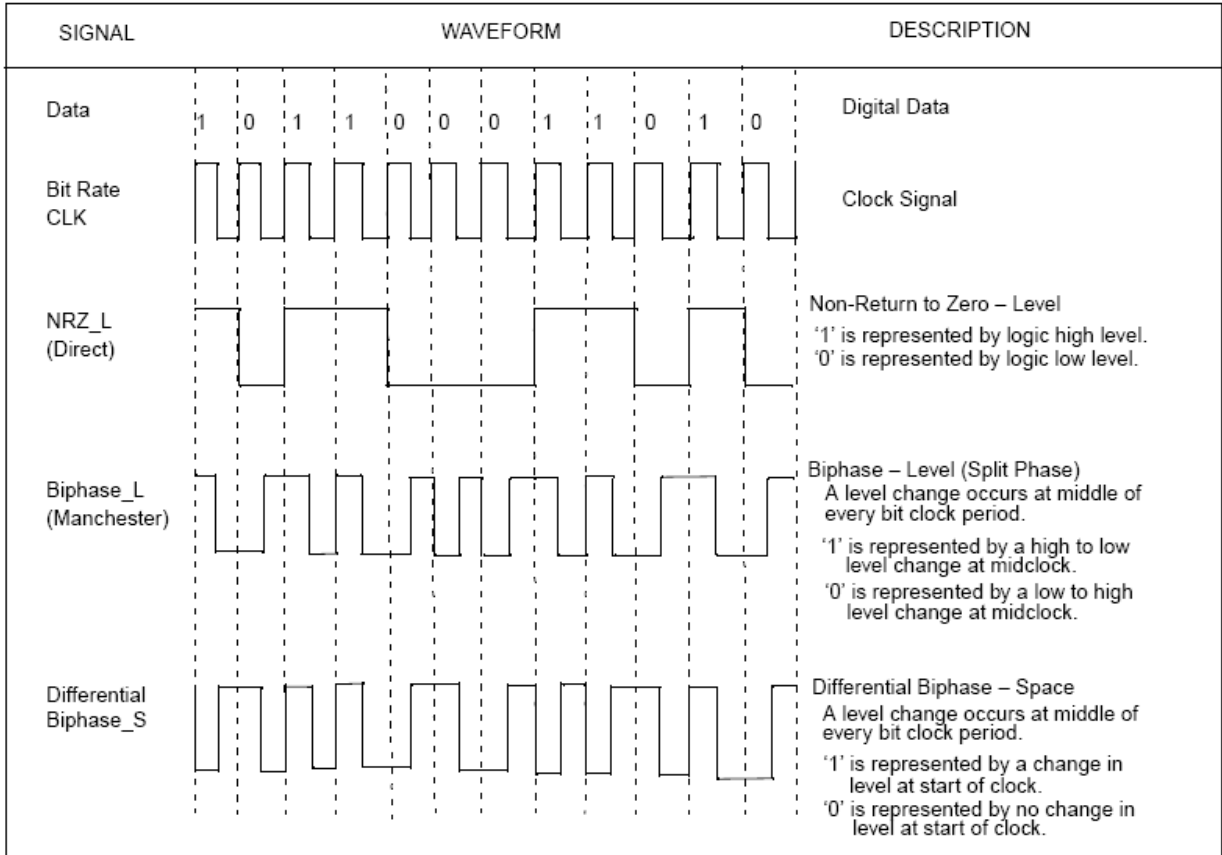 SIGNAL WAVEFORM DESCRIPTION
Data 1 0 1 1 0 0 0 1 1 0 1 0 Digital Data
Bit Rate
CLK
Clock Signal
NRZ_L
(Direct)
Non-Return to Zero – Level
‘1’ is represented by logic high level.
‘0’ is represented by logic low level.
Biphase_L
(Manchester)
Biphase – Level (Split Phase)
A level change occurs at middle of
every bit clock period.
‘1’ is represented by a high to low
level change at midclock.
‘0’ is represented by a low to high
level change at midclock.
Differential
Biphase_S
Differential Biphase – Space
A level change occurs at middle of
every bit clock period.
‘1’ is represented by a change in
level at start of clock.
‘0’ is represented by no change in
level at start of clock.